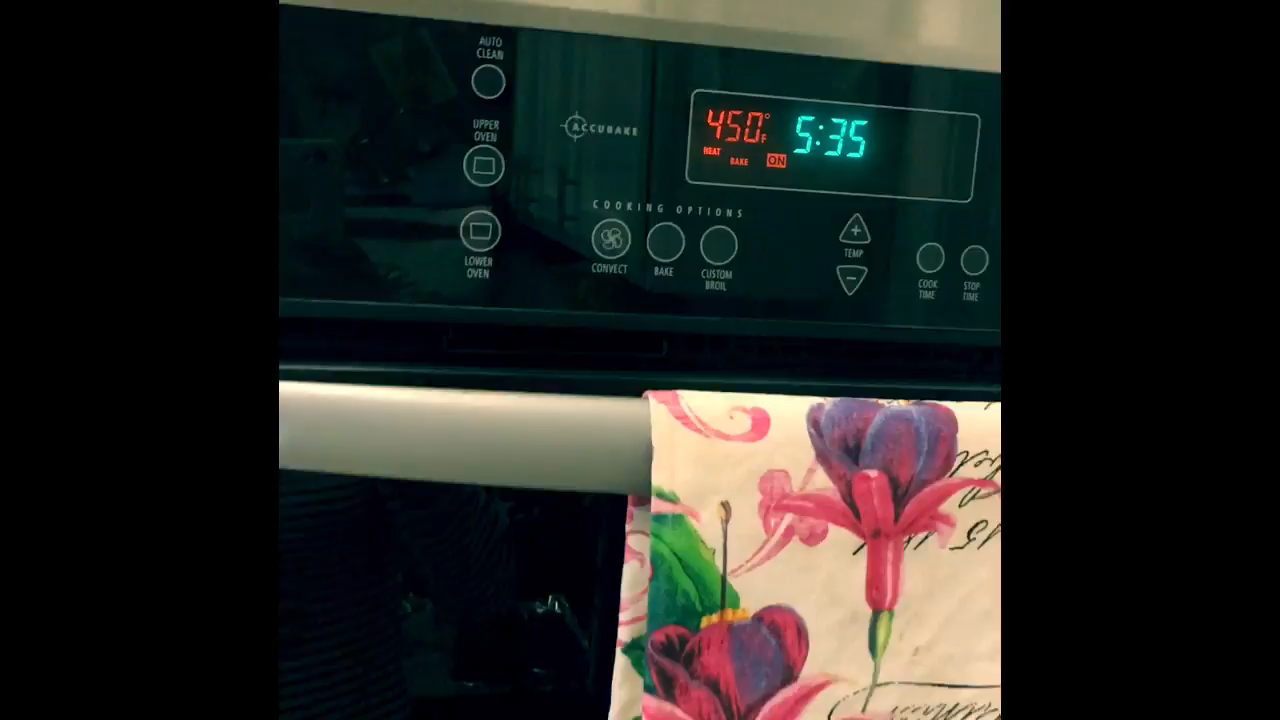 AUTO
CLEAN
UPPER
OVEN
LOWER
OVEN
ACCUBAKE
450°F
5:35
HEAT
BAKE
ON
COOKING OPTIONS
CONVECT
BAKE
CUSTOM
BROIL
+
TEMP
−
COOK
TIME
STOP
TIME